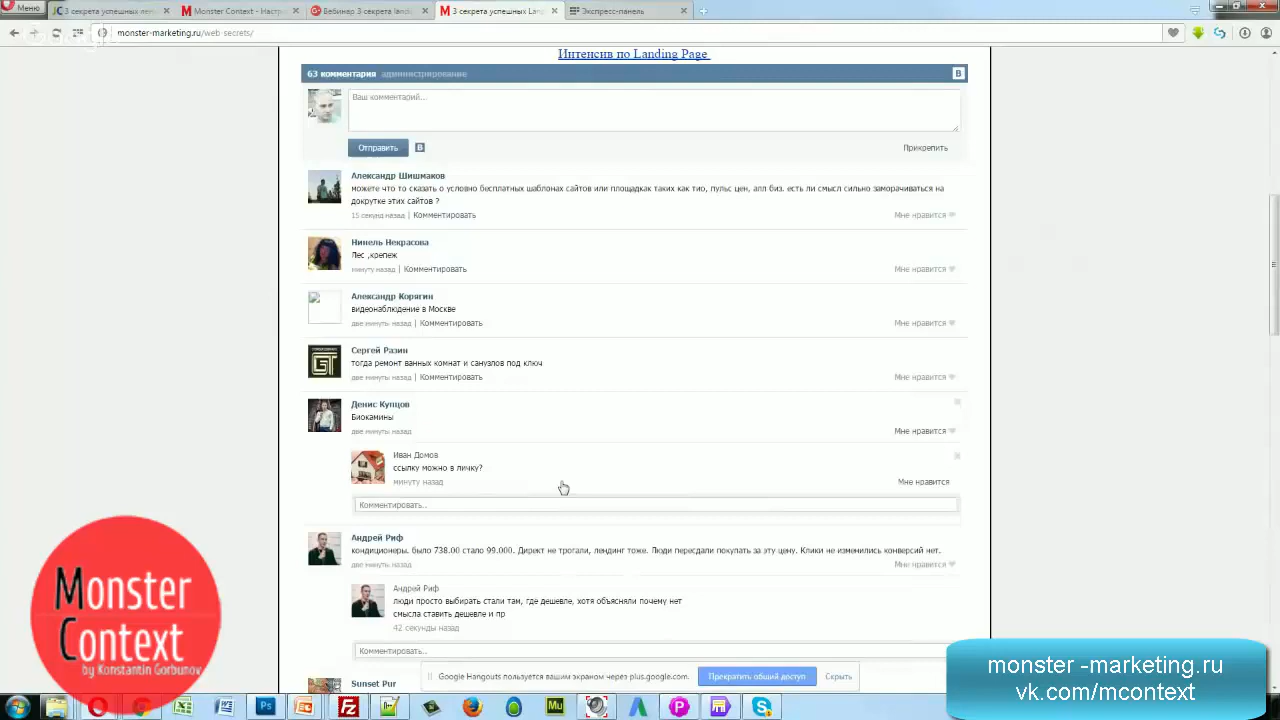 Меню
3 секрета успешных лен
Monster Context - Настр
Вебинар 3 секрета landi
3 секрета успешных Lan
Экспресс-панель
monster-marketing.ru/web-secrets/
Интенсив по Landing Page
63 комментария администрирование
В
Ваш комментарий...
Отправить
В
Прикрепить
Александр Шишмаков
можете что то сказать о условно бесплатных шаблонах сайтов или площадкак таких как тио, пульс цен, алл биз. есть ли смысл сильно заморачиваться на
докрутке этих сайтов ?
15 секунд назад | Комментировать
Мне нравится
Нинель Некрасова
Лес ,крепеж
минуту назад | Комментировать
Мне нравится
Александр Корягин
видеонаблюдение в Москве
две минуты назад | Комментировать
Мне нравится
Сергей Разин
тогда ремонт ванных комнат и санузлов под ключ
две минуты назад | Комментировать
Мне нравится
Денис Купцов
Биокамины
две минуты назад
Мне нравится
Иван Домов
ссылку можно в личку?
минуту назад
Мне нравится
Комментировать..
Андрей Риф
кондиционеры. было 738.00 стало 99.000. Директ не трогали, лендинг тоже. Люди пересдали покупать за эту цену. Клики не изменились конверсий нет.
две минуты назад
Мне нравится
Андрей Риф
люди просто выбирать стали там, где дешевле, хотя объясняли почему нет
смысла ставить дешевле и пр
42 секунды назад
Комментировать..
Sunset Pur
Google Hangouts пользуется вашим экраном через plus.google.com.
Прекратить общий доступ
Скрыть
Monster
Context
by Konstantin Gorbunov
monster -marketing.ru
vk.com/mcontext